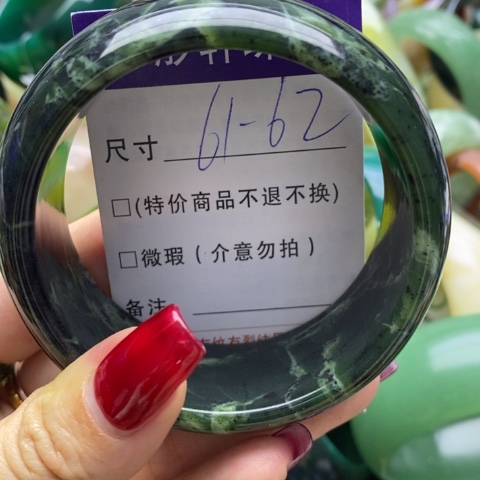 尺寸 61-62
□(特价商品不退不换)
□微瑕(介意勿拍)
备注